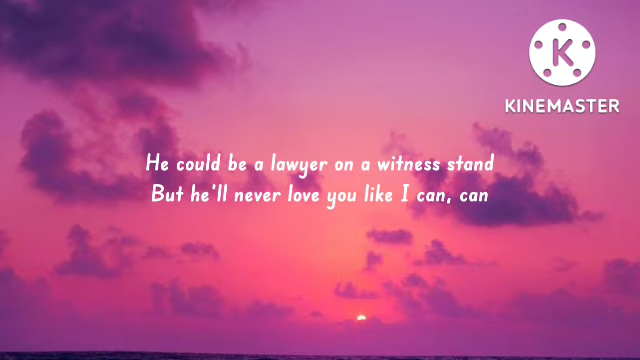 KINEMASTER
He could be a lawyer on a witness stand
But he'll never love you like I can, can